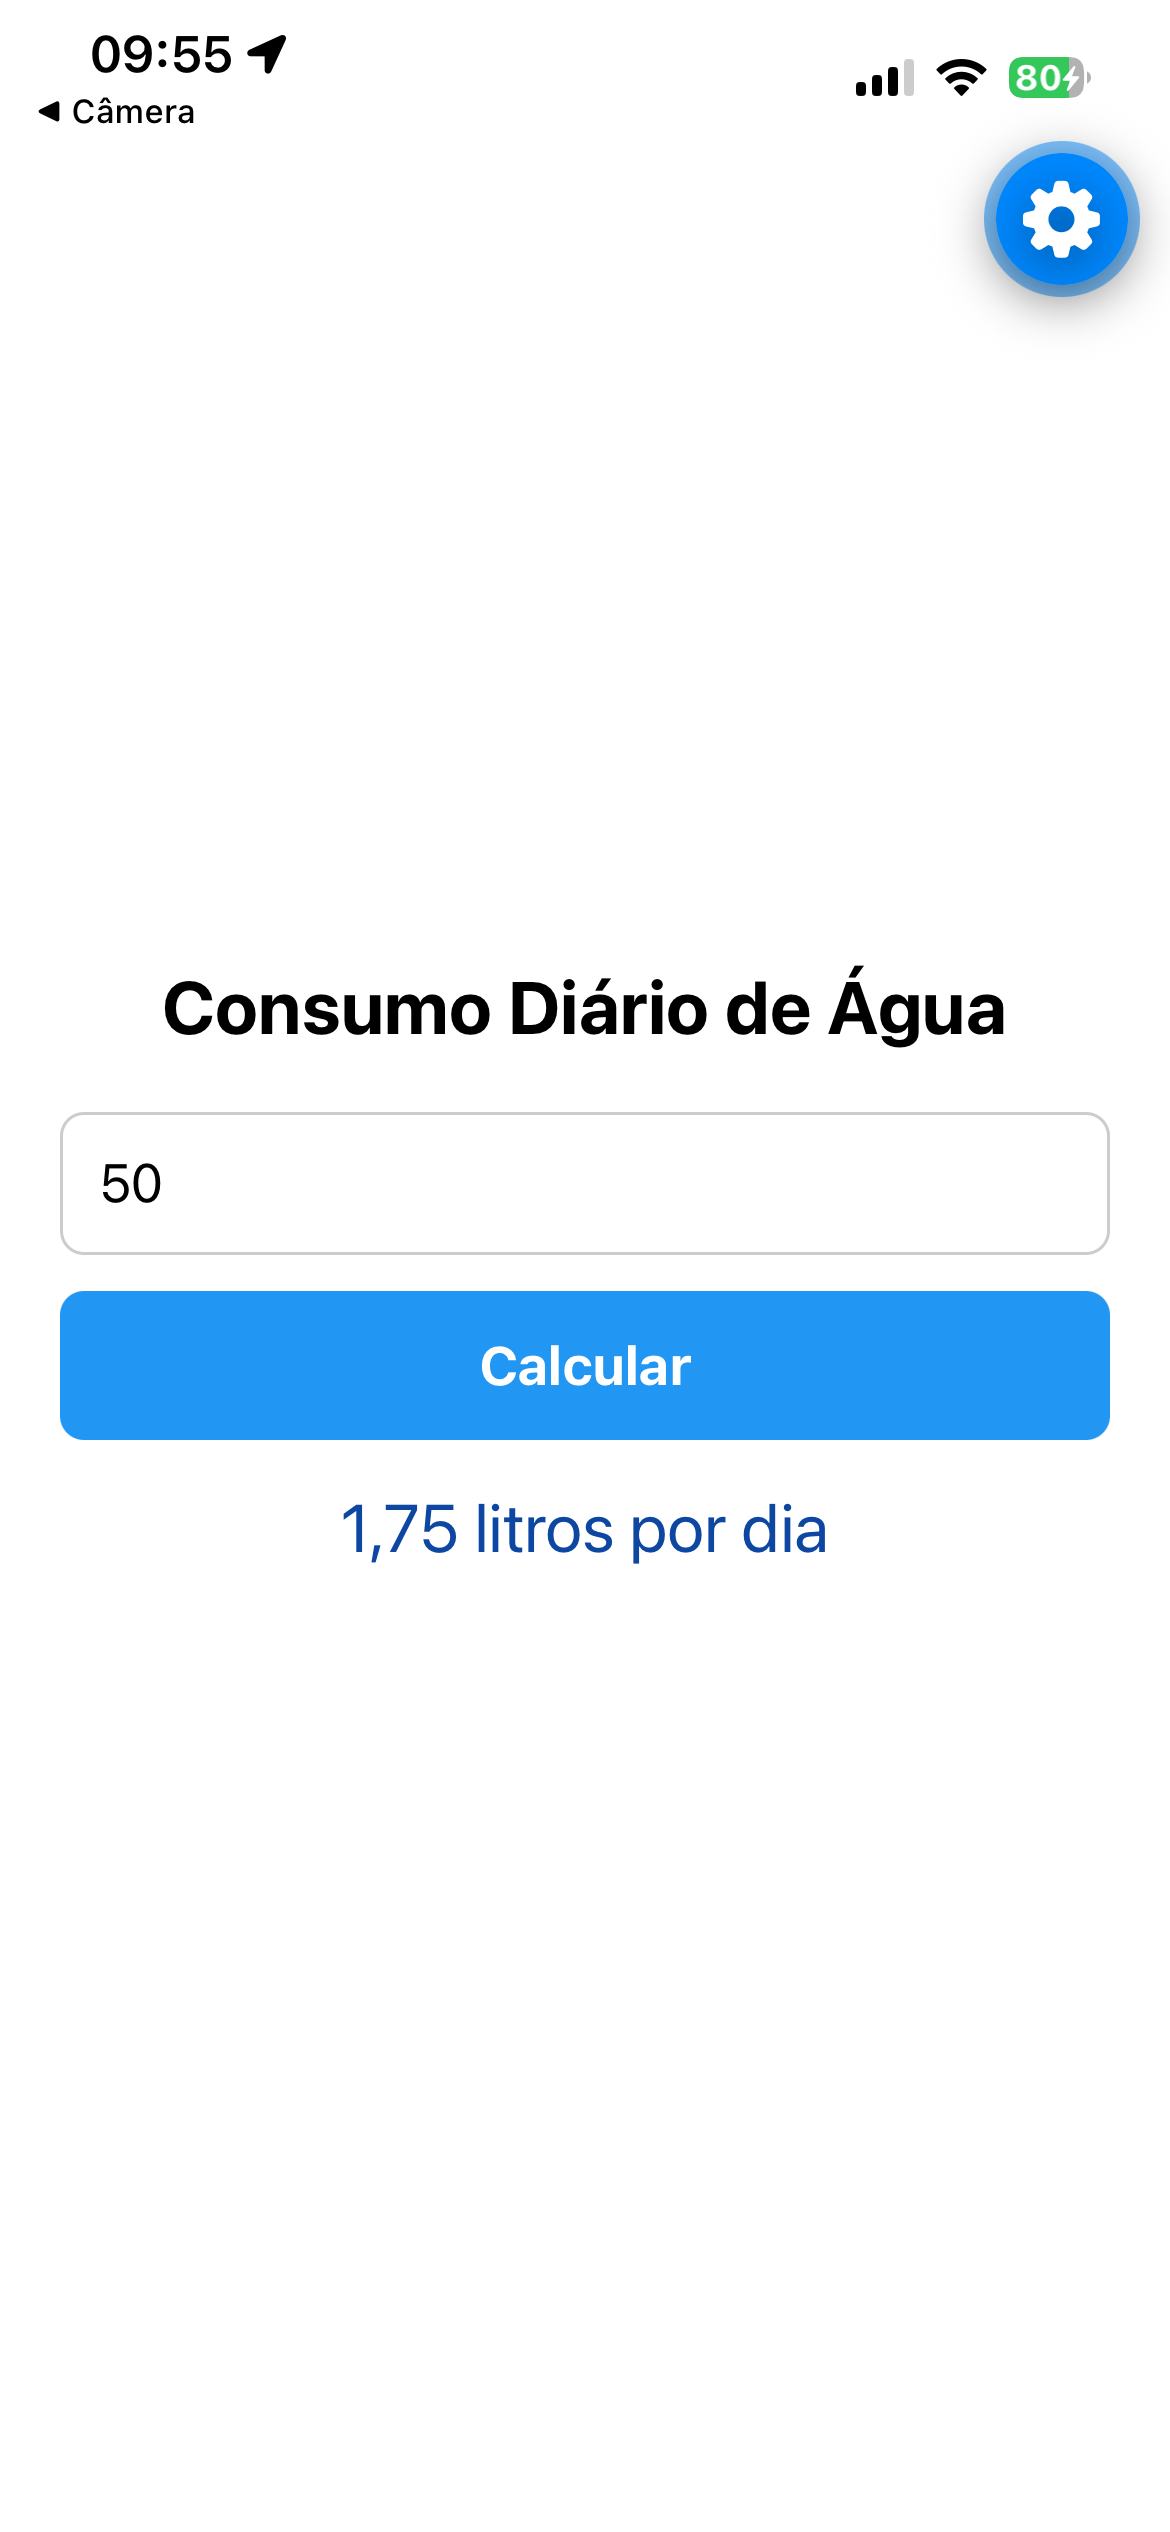 09:55
Câmera
80
Consumo Diário de Água
50
Calcular
1,75 litros por dia